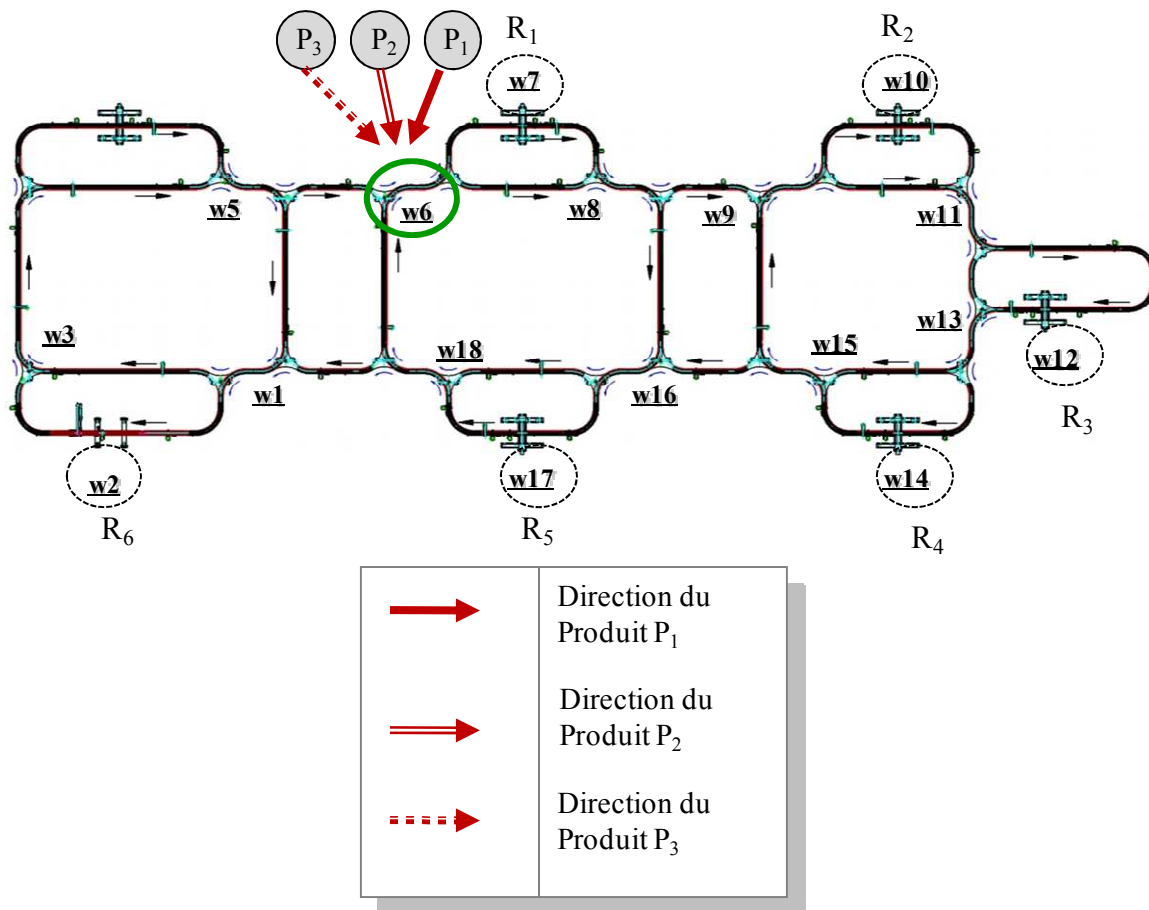 P3 P2 P1 R1 R2
w7 w10
w5 w6 w8 w9 w11
w3 w18 w15 w13
w1 w16 w12
w2 w17 w14 R3
R6 R5 R4
Direction du
Produit P1
Direction du
Produit P2
Direction du
Produit P3